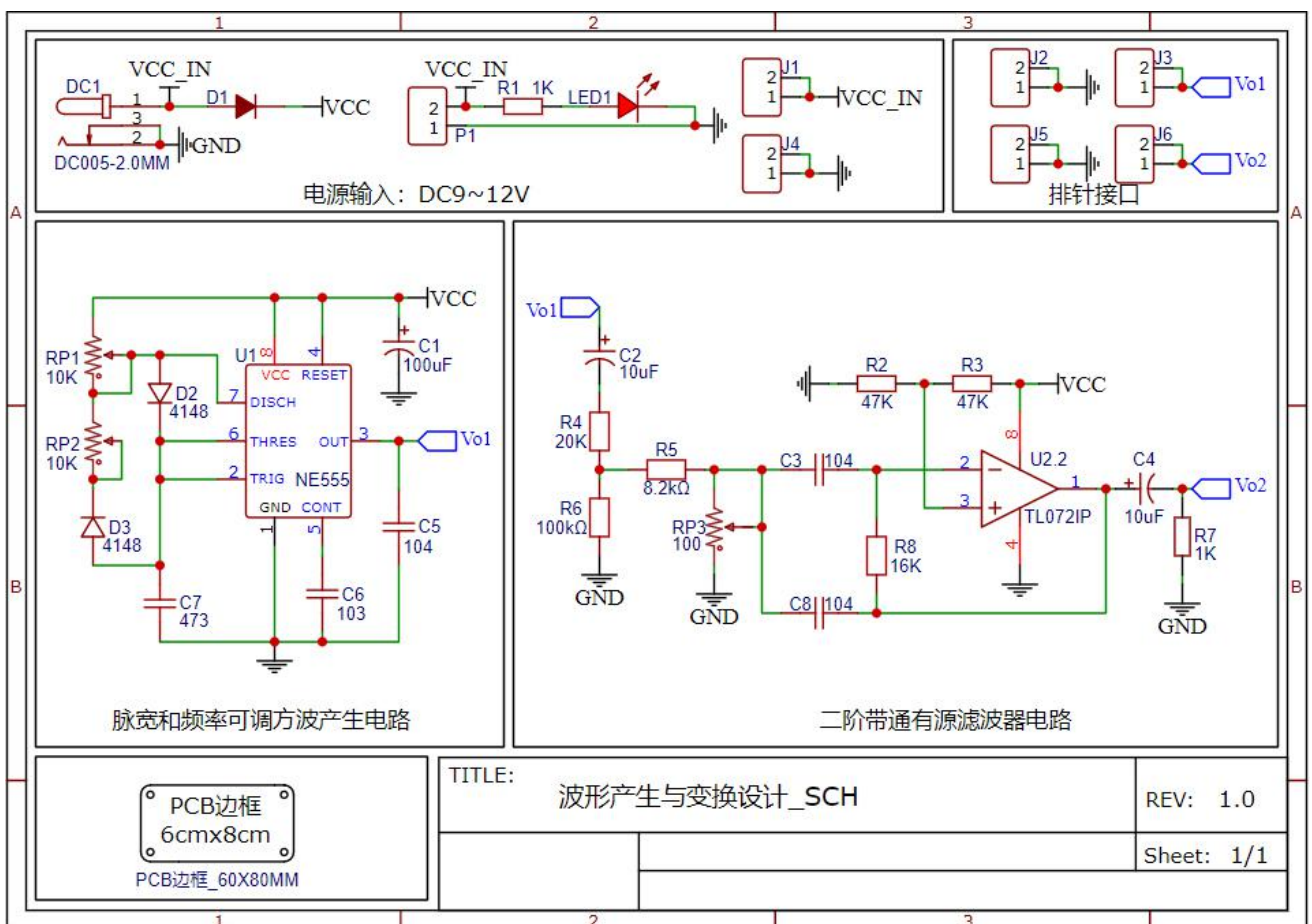 1 2 3
VCC_IN
DC1
1
D1
VCC
3
2
GND
DC005-2.0MM
VCC_IN
R1 1K
LED1
2
1
P1
J1
2
1
VCC_IN
J4
2
1
电源输入：DC9~12V
J2
2
1
J3
2
1
Vo1
J5
2
1
J6
2
1
Vo2
排针接口
A
A
VCC
RP1
10K
U1
8
4
C1
100uF
VCC RESET
D2
4148
7
DISCH
RP2
10K
6
THRES OUT
3
Vo1
2
TRIG NE555
GND CONT
1
5
D3
4148
C5
104
C7
473
C6
103
脉宽和频率可调方波产生电路
Vo1
C2
10uF
R2
47K
R3
47K
VCC
R4
20K
R5
8.2kΩ
C3 104
8
2
U2.2
1
C4
10uF
Vo2
3
TL072IP
4
R6
100kΩ
RP3
100
R8
16K
R7
1K
GND
GND
C8 104
GND
二阶带通有源滤波器电路
B
B
PCB边框
6cmx8cm
PCB边框_60X80MM
TITLE:
波形产生与变换设计_SCH
REV: 1.0
Sheet: 1/1
1 2 3